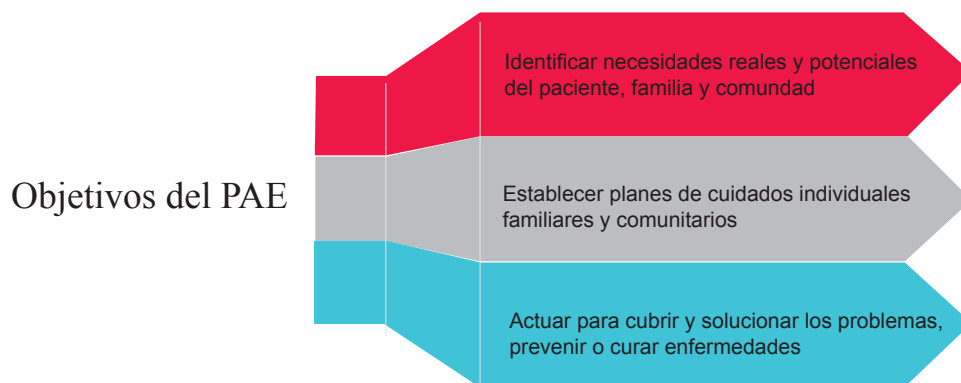 Objetivos del PAE
Identificar necesidades reales y potenciales
del paciente, familia y comundad
Establecer planes de cuidados individuales
familiares y comunitarios
Actuar para cubrir y solucionar los problemas,
prevenir o curar enfermedades